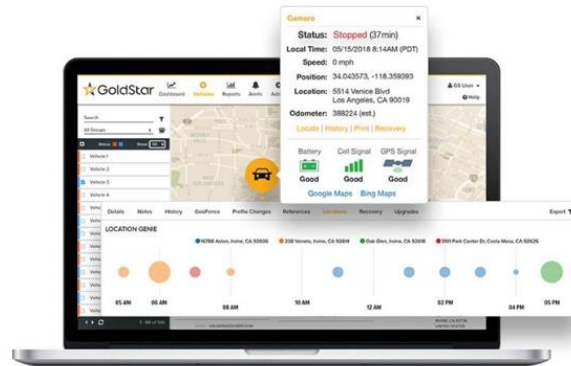 Camaro
×
Status: Stopped (37min)
Local Time: 05/15/2018 8:14AM (PDT)
Speed: 0 mph
Position: 34.043573, -118.359393
Location: 5514 Venice Blvd
Los Angeles, CA 90019
Odometer: 388224 (est.)
Locate | History | Print | Recovery
Battery Cell Signal GPS Signal
Good Good Good
Google Maps Bing Maps
GoldStar
Dashboard Vehicles Reports Alerts
GS User
Help
Search
All Groups
Vehicle 1
Vehicle 2
Vehicle 3
Vehicle 4
Details Notes History GeoFence Profile Changes References Locations Recovery Upgrades Export
LOCATION GENIE
16788 Aston, Irvine, CA 92606 238 Veneto, Irvine, CA 92614 Oak Glen, Irvine, CA 92618 3101 Park Center Dr, Costa Mesa, CA 92626
05 AM 06 AM 08 AM 10 AM 12 AM 02 PM 04 PM 05 PM